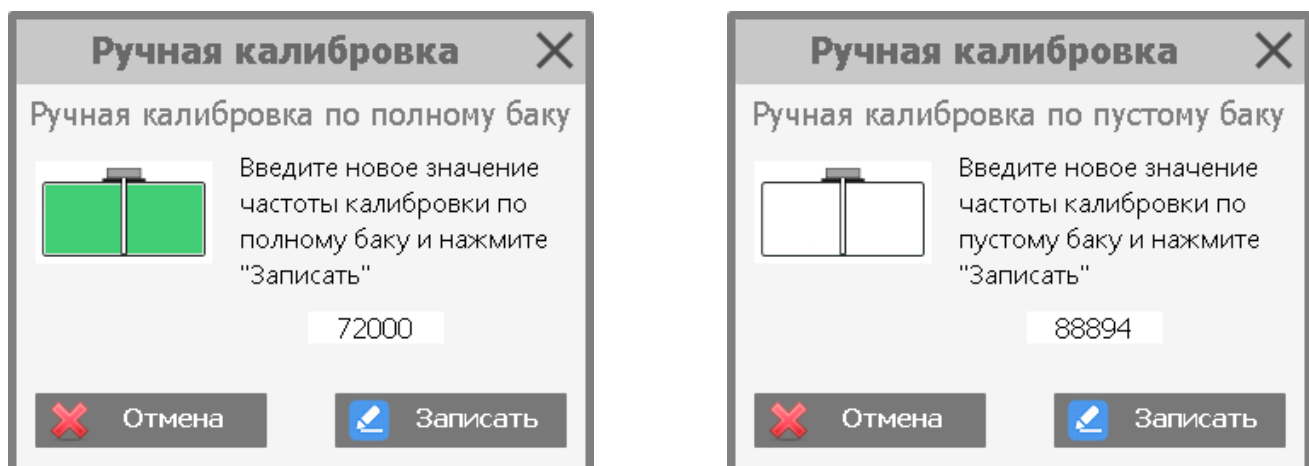 Ручная калибровка
Ручная калибровка по полному баку
Введите новое значение
частоты калибровки по
полному баку и нажмите
"Записать"
72000
Отмена
Записать
Ручная калибровка
Ручная калибровка по пустому баку
Введите новое значение
частоты калибровки по
пустому баку и нажмите
"Записать"
88894
Отмена
Записать